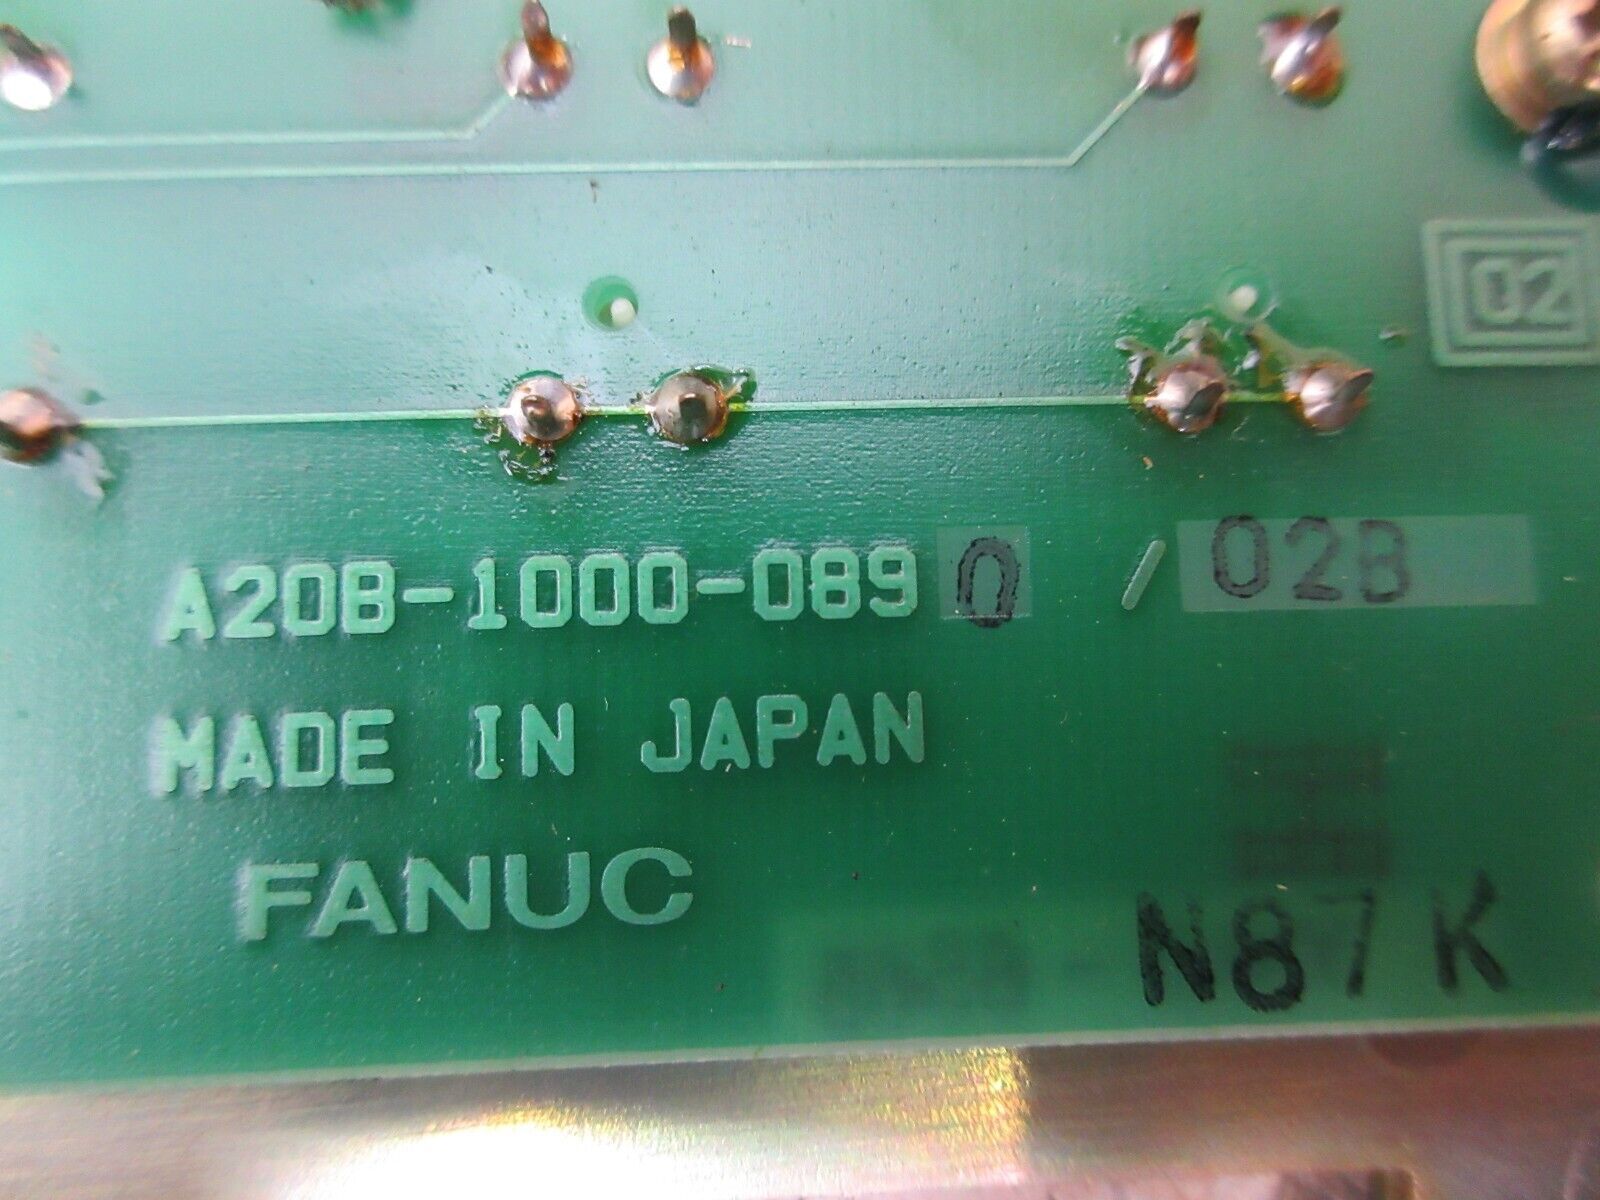 02
A20B-1000-0890 / 02B
MADE IN JAPAN
FANUC
N87K